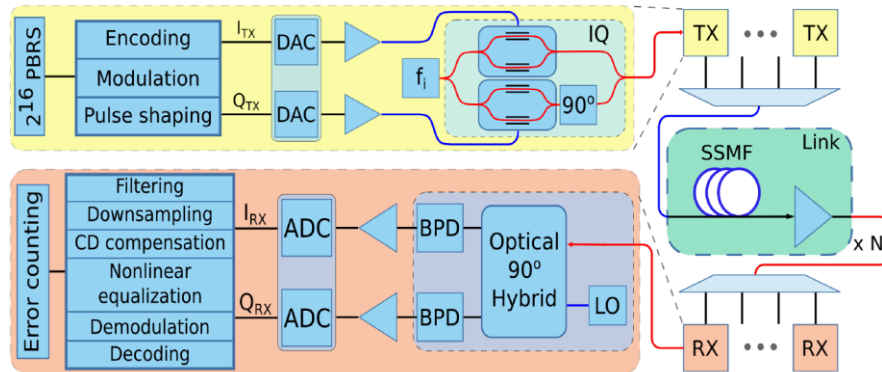 2^16 PBRS
Encoding
Modulation
Pulse shaping
I_TX
Q_TX
DAC
DAC
f_i
IQ
90°
TX
TX
SSMF
Link
x N
Error counting
Filtering
Downsampling
CD compensation
Nonlinear
equalization
Demodulation
Decoding
I_RX
Q_RX
ADC
ADC
BPD
BPD
Optical
90°
Hybrid
LO
RX
RX